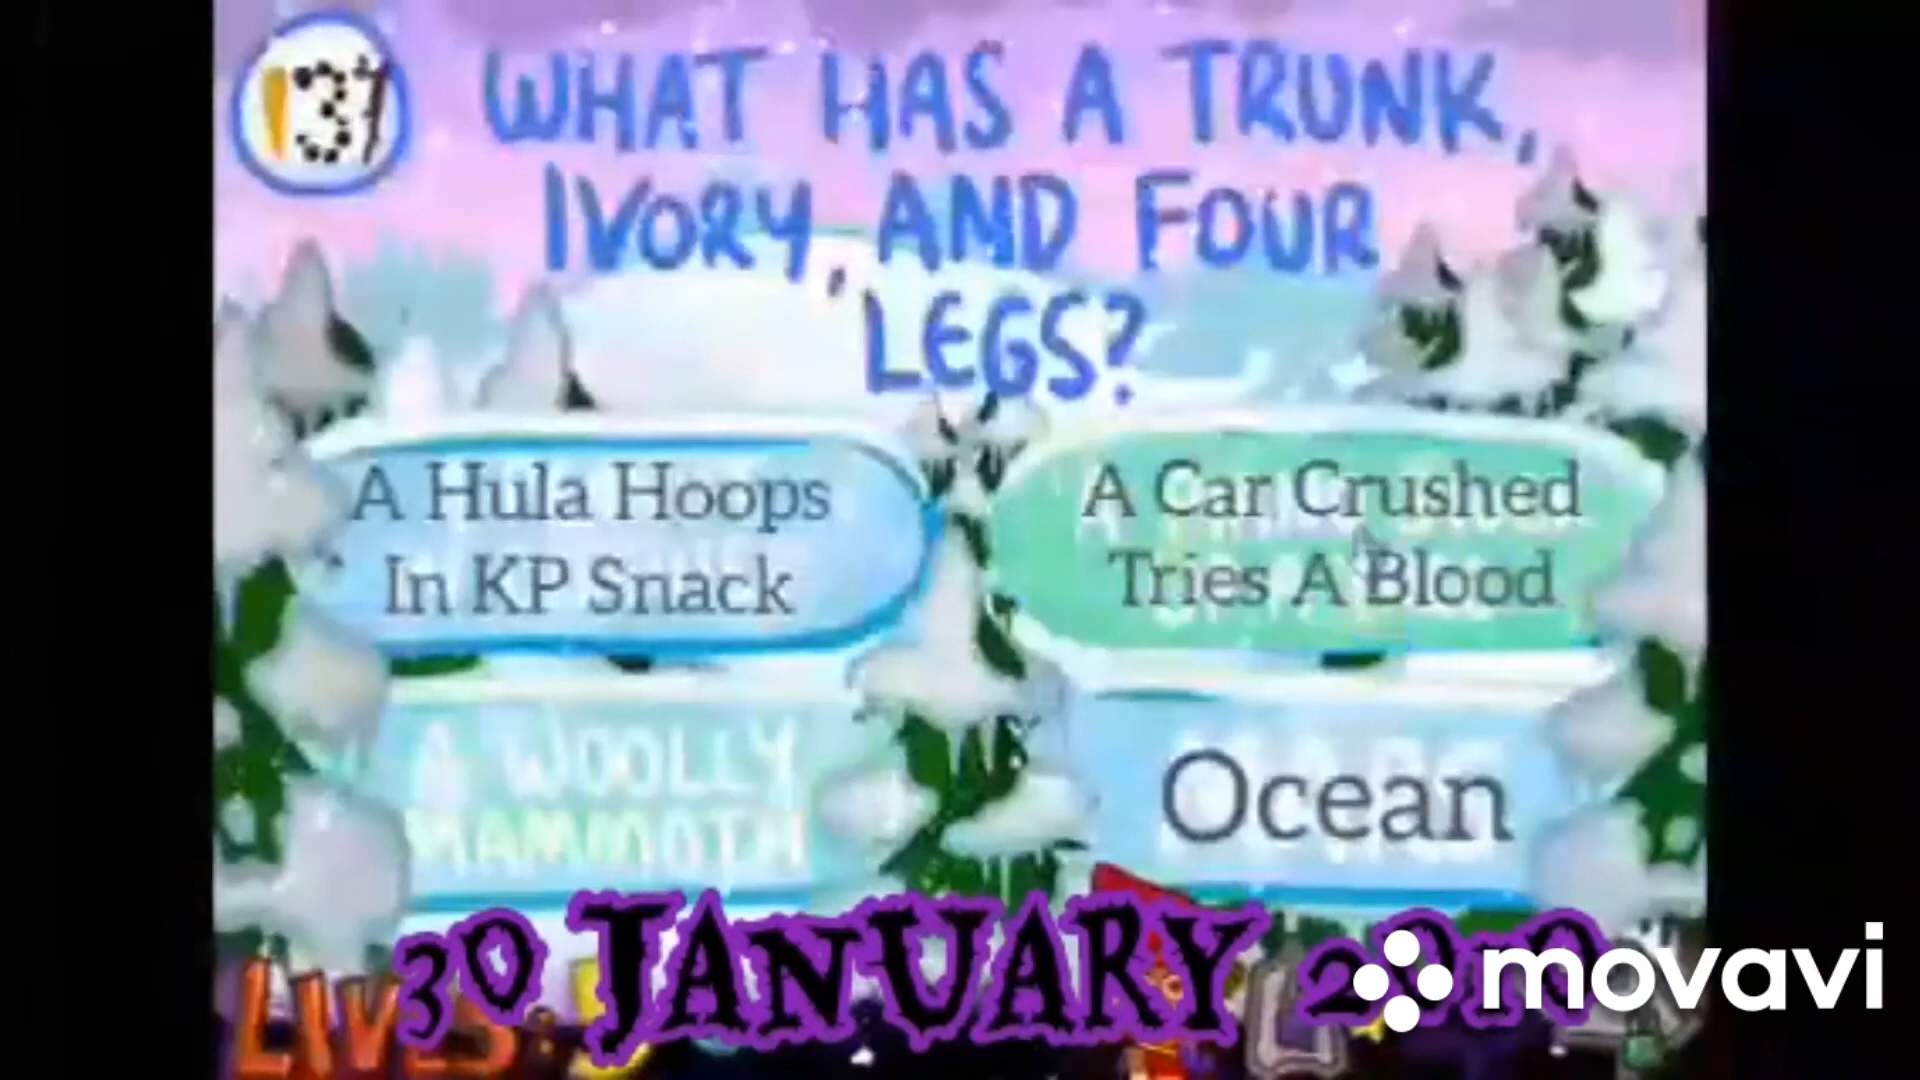 137
WHAT HAS A TRUNK,
IVORY, AND FOUR
LEGS?
A Hula Hoops
In KP Snack
A Car Crushed
Tries A Blood
A WOOLLY
MAMMOTH
Ocean
30 JANUARY
movavi
LIVES: